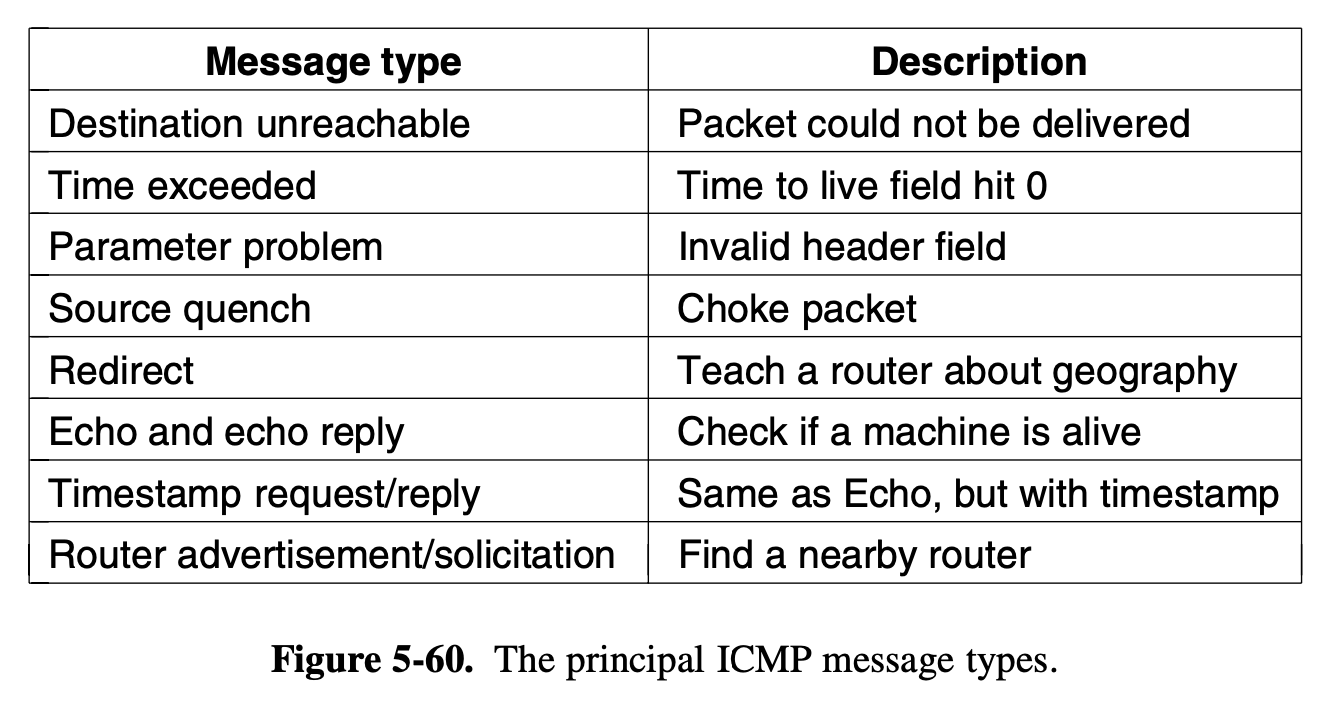 Message type Description
Destination unreachable Packet could not be delivered
Time exceeded Time to live field hit 0
Parameter problem Invalid header field
Source quench Choke packet
Redirect Teach a router about geography
Echo and echo reply Check if a machine is alive
Timestamp request/reply Same as Echo, but with timestamp
Router advertisement/solicitation Find a nearby router
Figure 5-60. The principal ICMP message types.